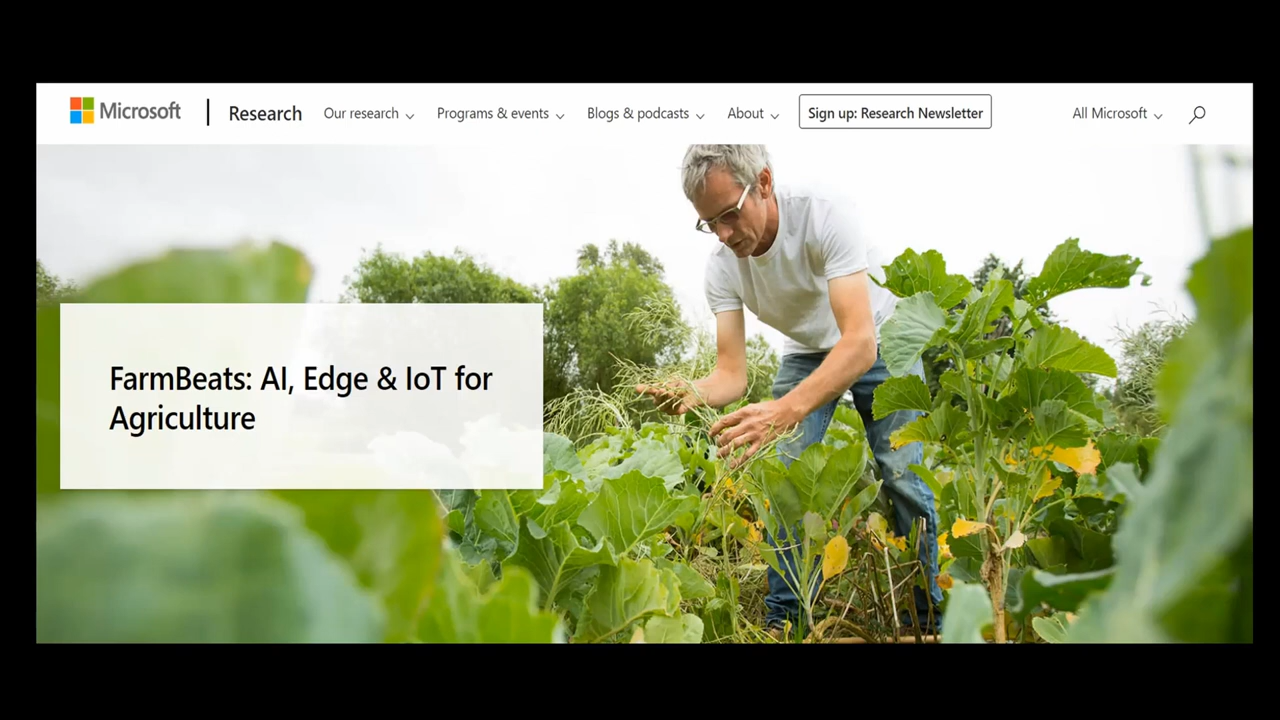 Microsoft | Research Our research Programs & events Blogs & podcasts About Sign up: Research Newsletter All Microsoft
FarmBeats: AI, Edge & IoT for
Agriculture